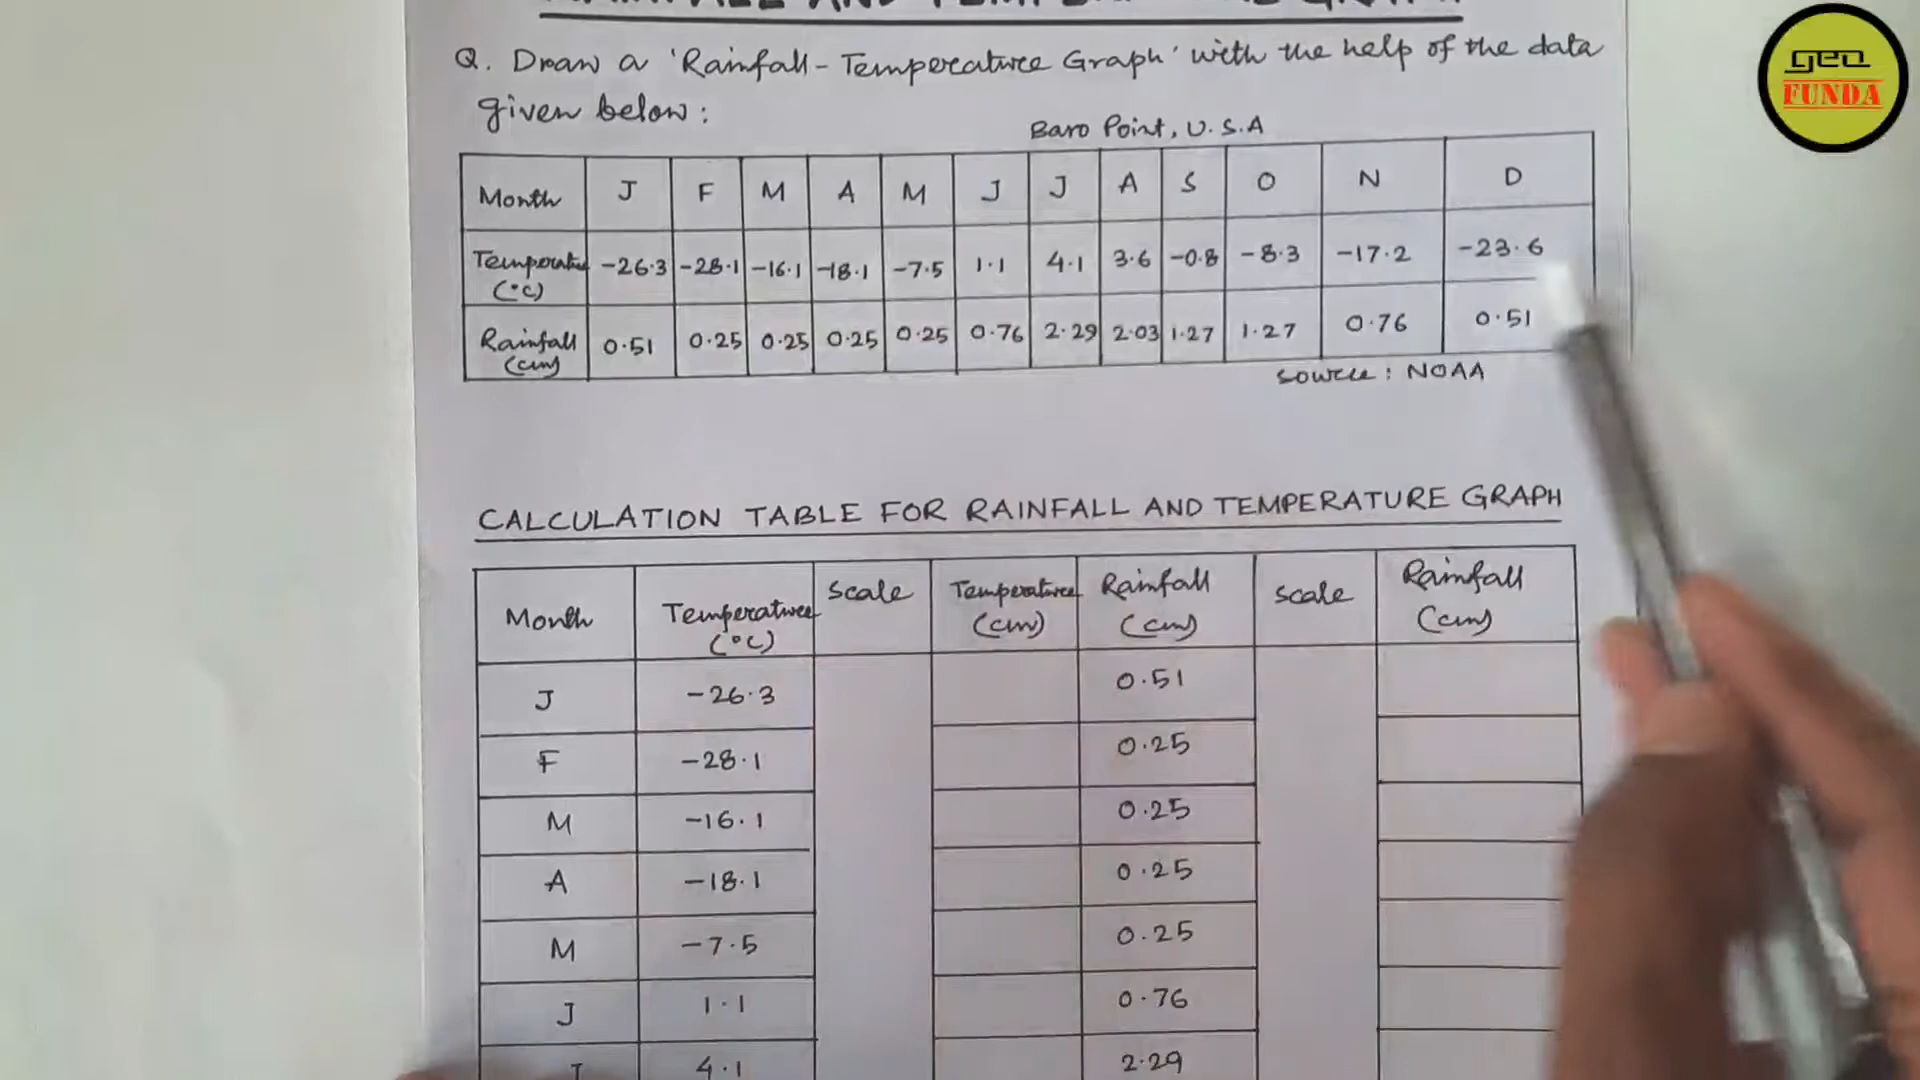 Q. Draw a 'Rainfall - Temperature Graph' with the help of the data
given below:
Baro Point, U.S.A
Month J F M A M J J A S O N D
Temperature (°C) -26.3 -28.1 -16.1 -18.1 -7.5 1.1 4.1 3.6 -0.8 -8.3 -17.2 -23.6
Rainfall (cm) 0.51 0.25 0.25 0.25 0.25 0.76 2.29 2.03 1.27 1.27 0.76 0.51
Source: NOAA
CALCULATION TABLE FOR RAINFALL AND TEMPERATURE GRAPH
Month Temperature (°C) Scale Temperature (cm) Rainfall (cm) Scale Rainfall (cm)
J -26.3 0.51
F -28.1 0.25
M -16.1 0.25
A -18.1 0.25
M -7.5 0.25
J 1.1 0.76
J 4.1 2.29
geo
FUNDA